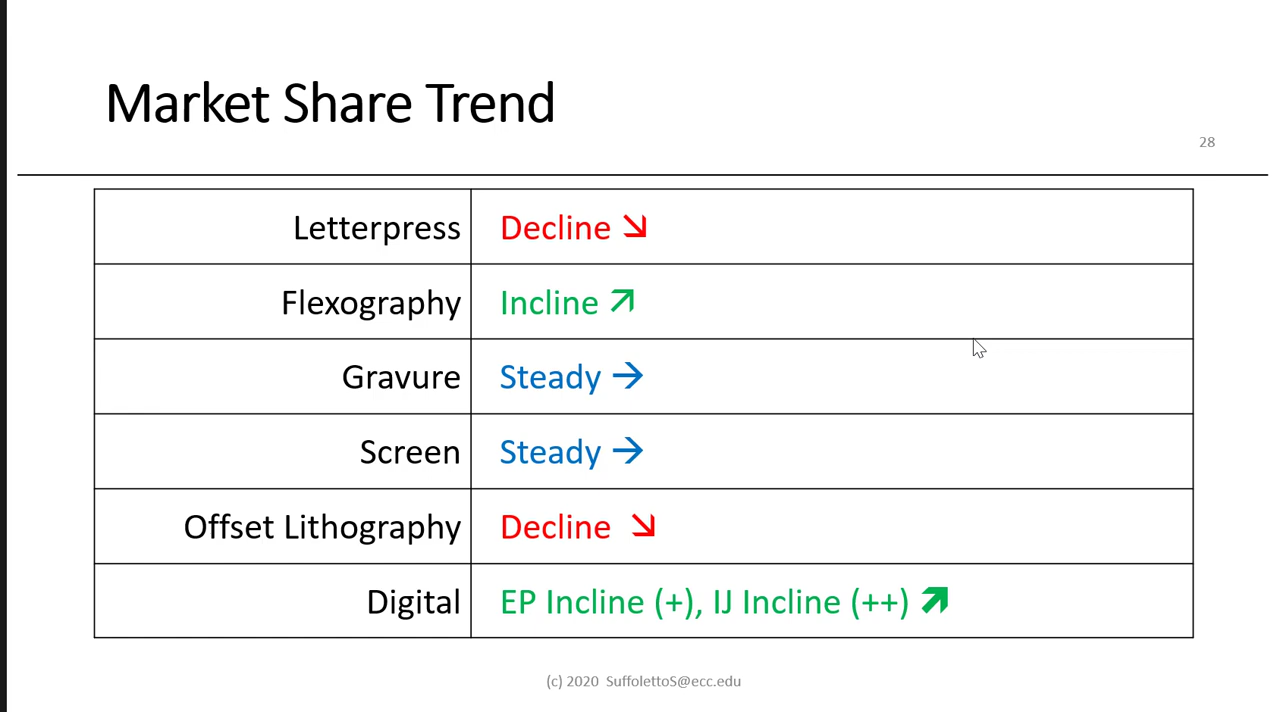 Market Share Trend
28
Letterpress Decline ↘
Flexography Incline ↗
Gravure Steady →
Screen Steady →
Offset Lithography Decline ↘
Digital EP Incline (+), IJ Incline (++) ↗
(c) 2020 SuffolettoS@ecc.edu